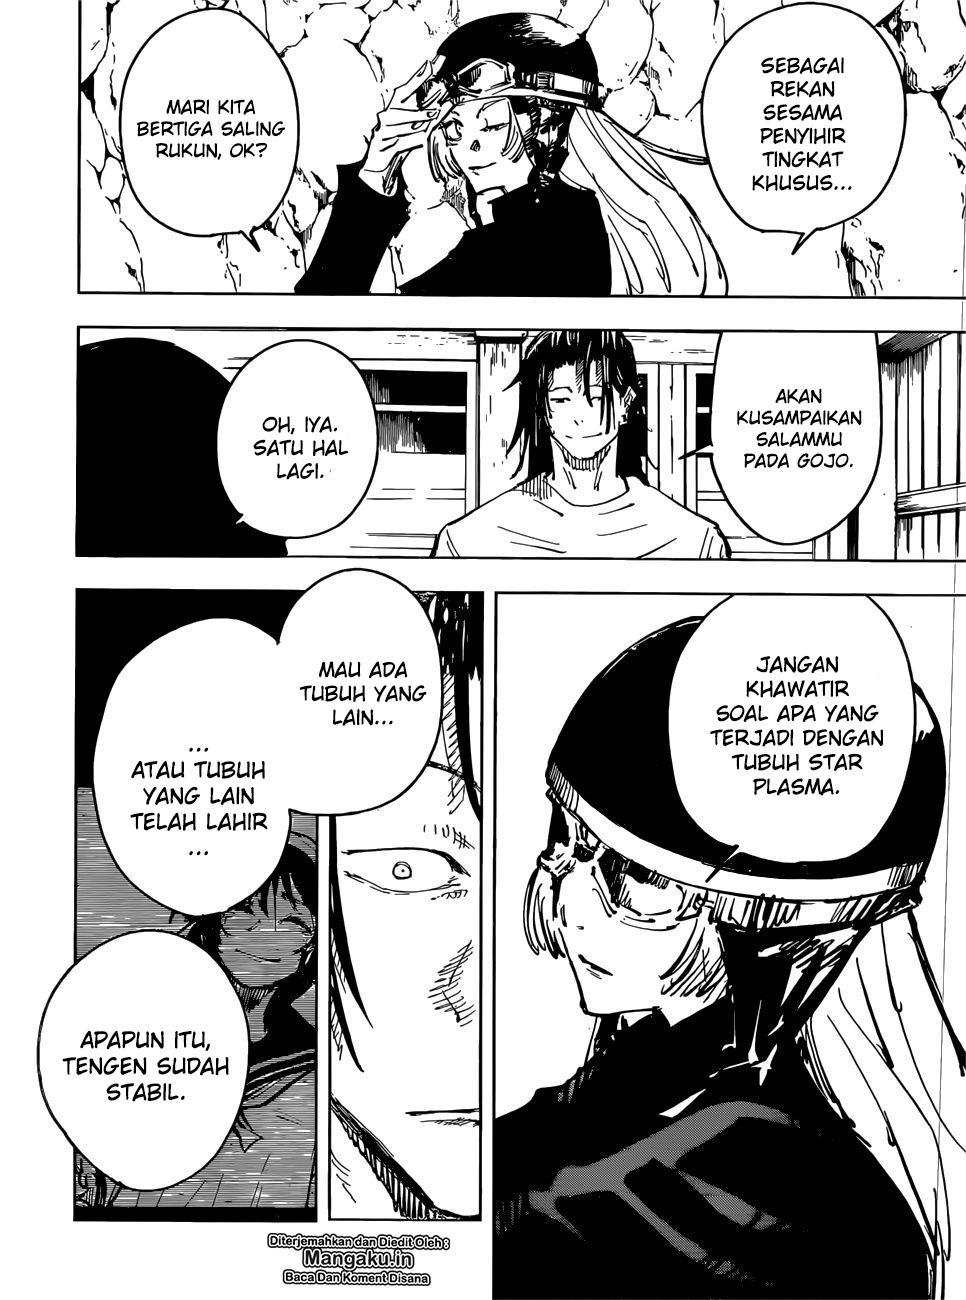 SEBAGAI
REKAN
SESAMA
PENYIHIR
TINGKAT
KHUSUS...
MARI KITA
BERTIGA SALING
RUKUN, OK?
AKAN
KUSAMPAIKAN
SALAMMU
PADA GOJO.
OH, IYA.
SATU HAL
LAGI.
JANGAN
KHAWATIR
SOAL APA YANG
TERJADI DENGAN
TUBUH STAR
PLASMA.
MAU ADA
TUBUH YANG
LAIN...
...
ATAU TUBUH
YANG LAIN
TELAH LAHIR
...
APAPUN ITU,
TENGEN SUDAH
STABIL.
Diterjemahkan dan Diedit Oleh :
Mangaku.in
Baca Dan Koment Disana